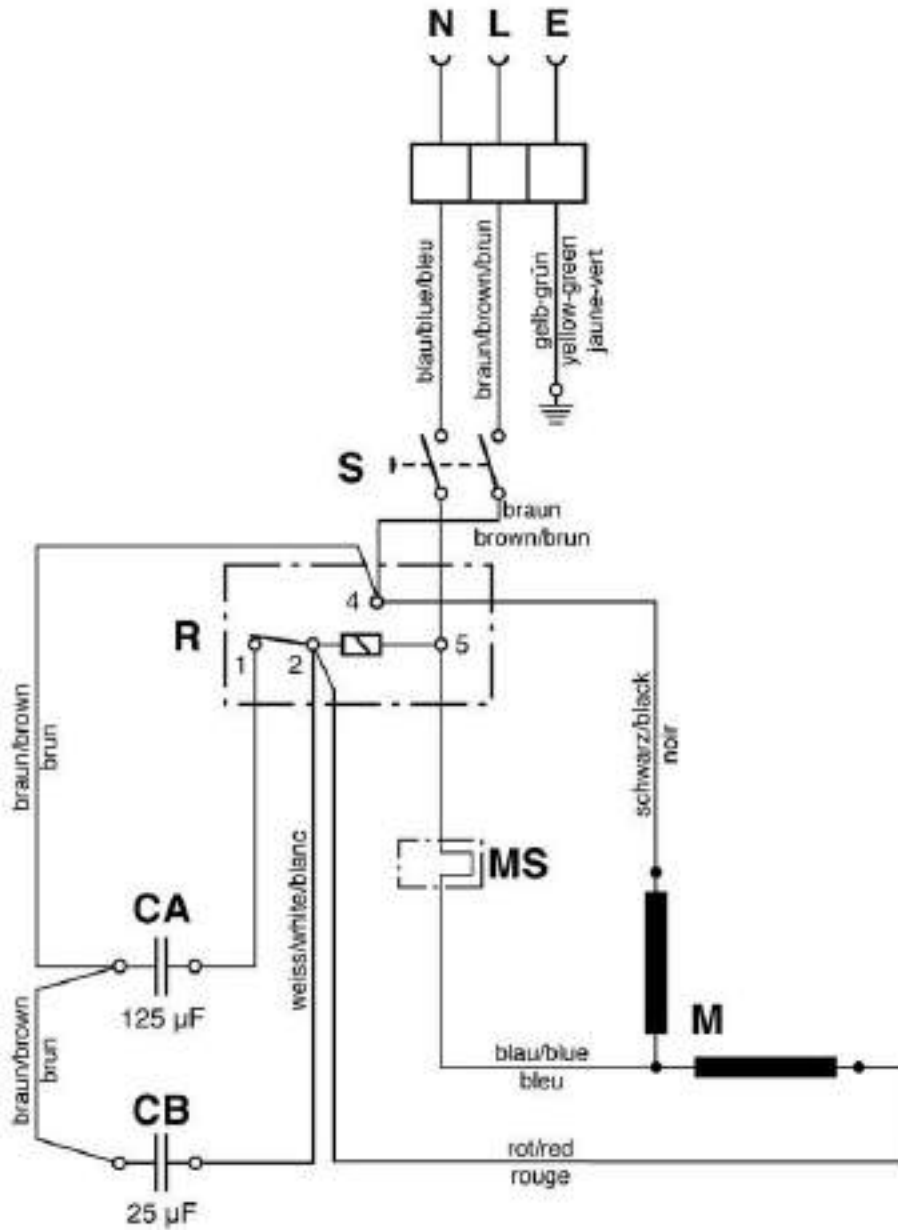 N L E
blau/blue/bleu
braun/brown/brun
gelb-grün
yellow-green
jaune-vert
S
braun
brown/brun
R
4
1
2
5
braun/brown
brun
schwarz/black
noir
weiss/white/blanc
MS
CA
125 µF
braun/brown
brun
M
blau/blue
bleu
CB
25 µF
rot/red
rouge